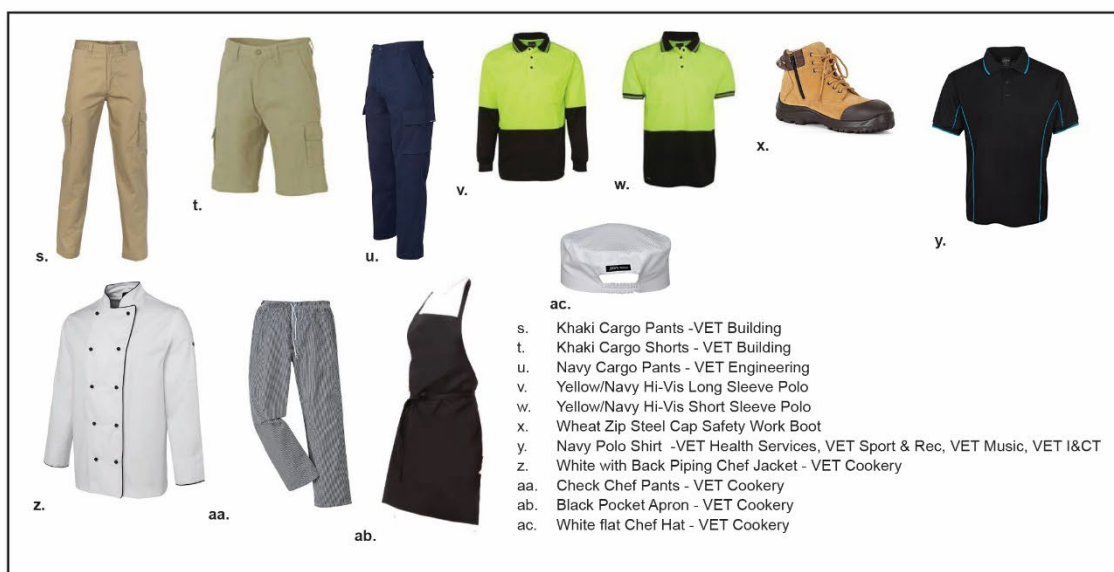 s.
t.
u.
v.
w.
x.
y.
z.
aa.
ab.
ac.
s. Khaki Cargo Pants -VET Building
t. Khaki Cargo Shorts - VET Building
u. Navy Cargo Pants - VET Engineering
v. Yellow/Navy Hi-Vis Long Sleeve Polo
w. Yellow/Navy Hi-Vis Short Sleeve Polo
x. Wheat Zip Steel Cap Safety Work Boot
y. Navy Polo Shirt -VET Health Services, VET Sport & Rec, VET Music, VET I&CT
z. White with Back Piping Chef Jacket - VET Cookery
aa. Check Chef Pants - VET Cookery
ab. Black Pocket Apron - VET Cookery
ac. White flat Chef Hat - VET Cookery